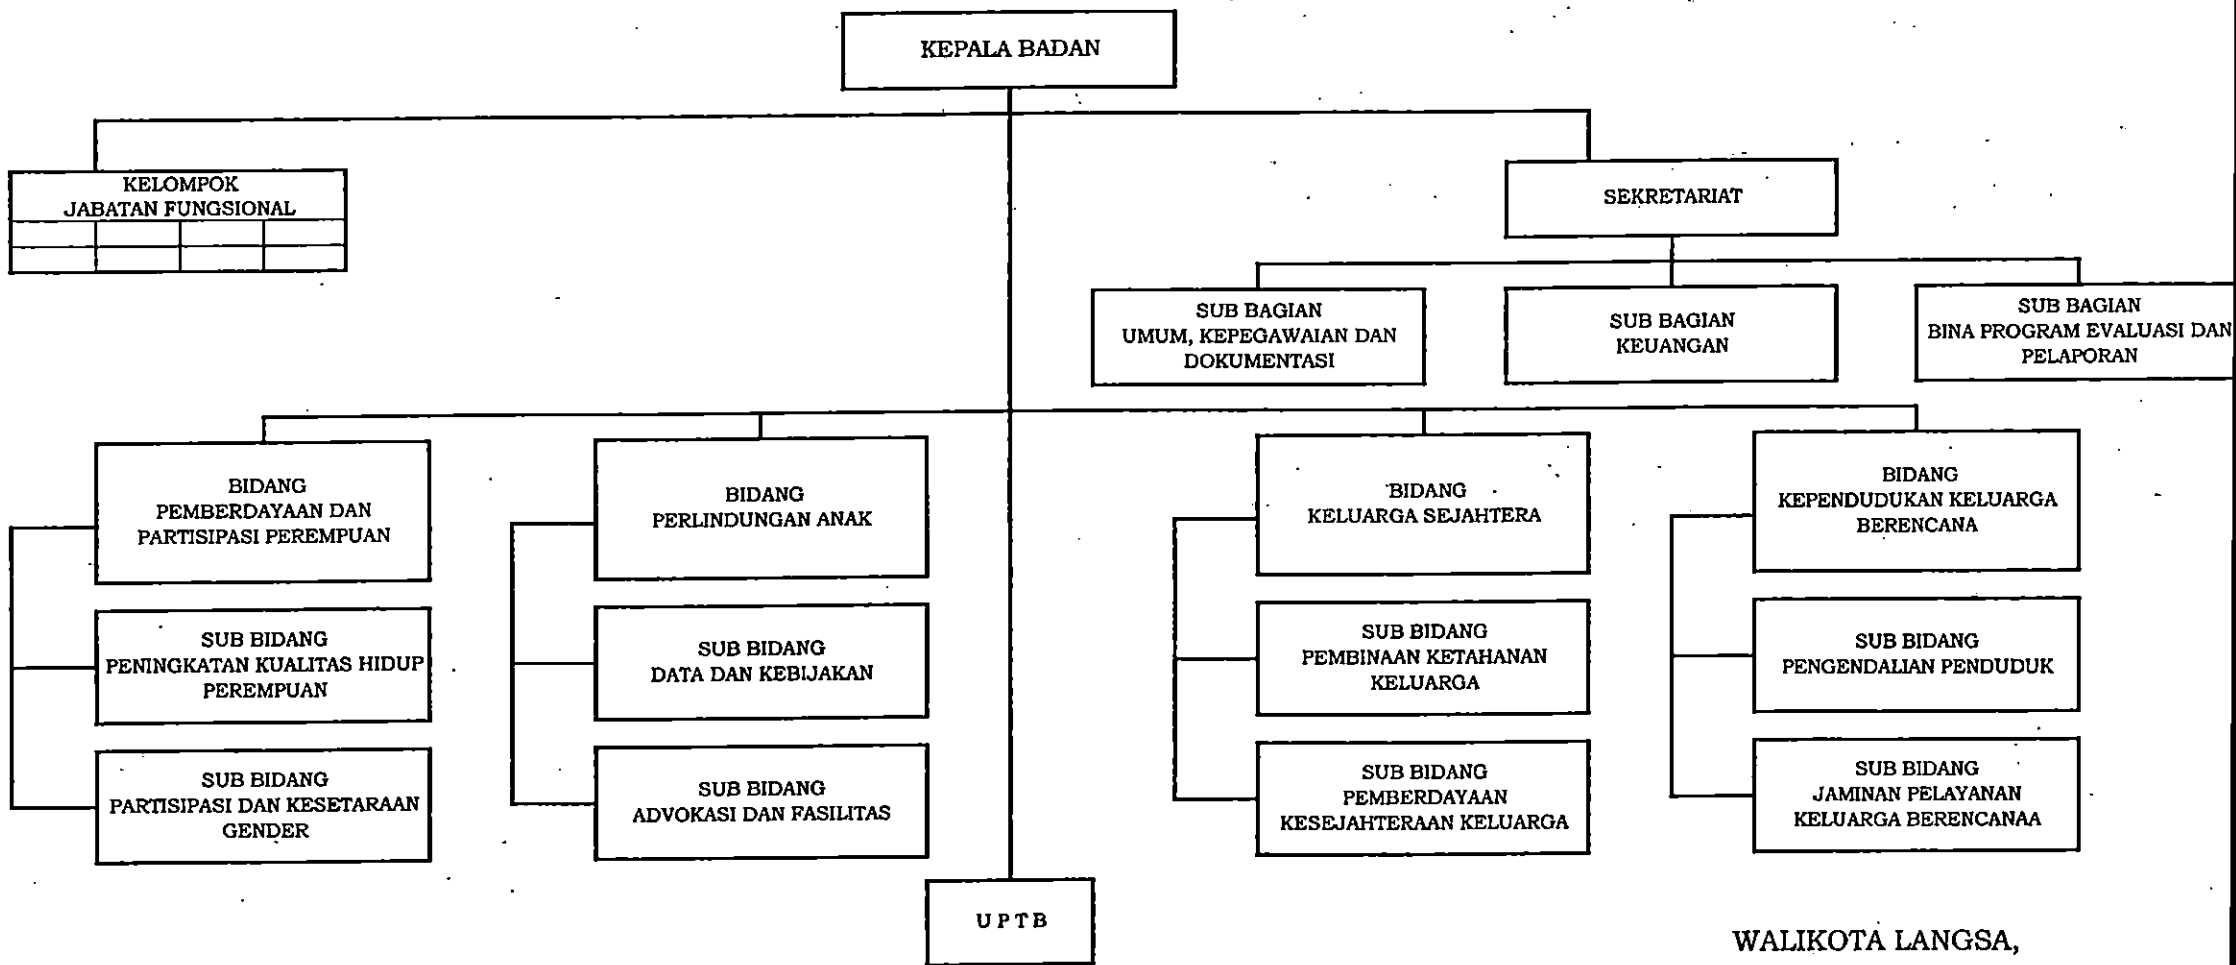 KEPALA BADAN
KELOMPOK
JABATAN FUNGSIONAL
SEKRETARIAT
SUB BAGIAN
UMUM, KEPEGAWAIAN DAN
DOKUMENTASI
SUB BAGIAN
KEUANGAN
SUB BAGIAN
BINA PROGRAM EVALUASI DAN
PELAPORAN
BIDANG
PEMBERDAYAAN DAN
PARTISIPASI PEREMPUAN
BIDANG
PERLINDUNGAN ANAK
BIDANG
KELUARGA SEJAHTERA
BIDANG
KEPENDUDUKAN KELUARGA
BERENCANA
SUB BIDANG
PENINGKATAN KUALITAS HIDUP
PEREMPUAN
SUB BIDANG
DATA DAN KEBIJAKAN
SUB BIDANG
PEMBINAAN KETAHANAN
KELUARGA
SUB BIDANG
PENGENDALIAN PENDUDUK
SUB BIDANG
PARTISIPASI DAN KESETARAAN
GENDER
SUB BIDANG
ADVOKASI DAN FASILITAS
SUB BIDANG
PEMBERDAYAAN
KESEJAHTERAAN KELUARGA
SUB BIDANG
JAMINAN PELAYANAN
KELUARGA BERENCANAA
U P T B
WALIKOTA LANGSA,